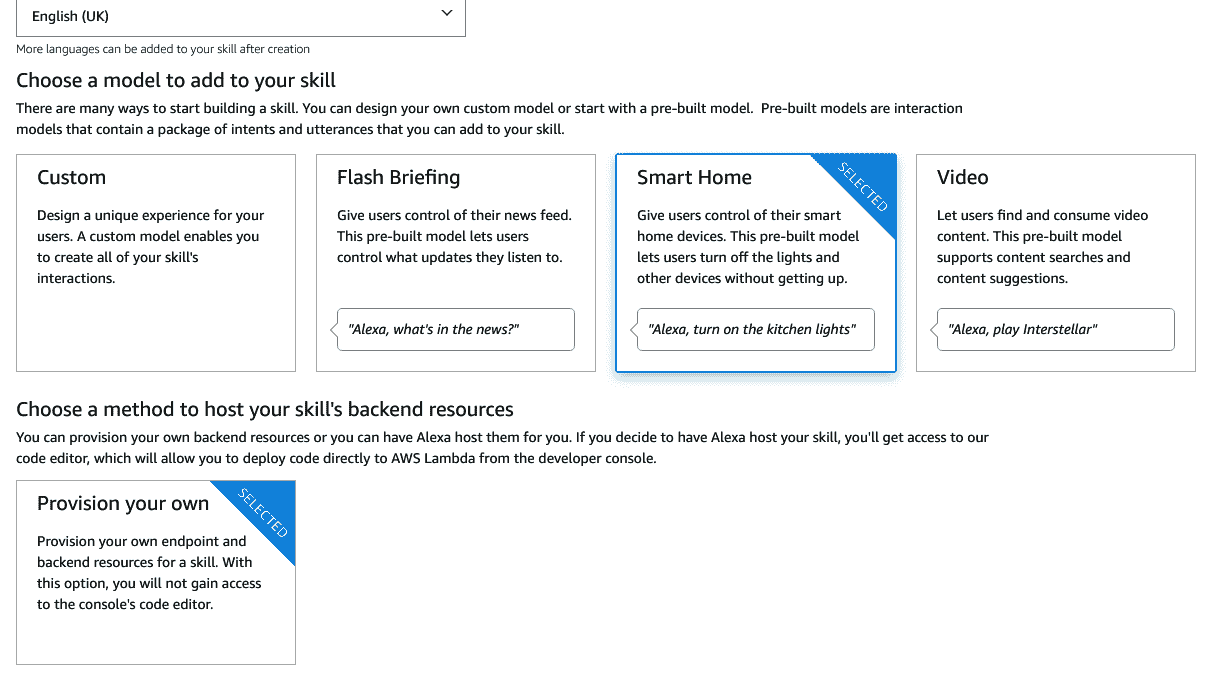 English (UK)
More languages can be added to your skill after creation
Choose a model to add to your skill
There are many ways to start building a skill. You can design your own custom model or start with a pre-built model.  Pre-built models are interaction
models that contain a package of intents and utterances that you can add to your skill.
Custom
Design a unique experience for your
users. A custom model enables you
to create all of your skill's
interactions.
Flash Briefing
Give users control of their news feed.
This pre-built model lets users
control what updates they listen to.
"Alexa, what's in the news?"
Smart Home
SELECTED
Give users control of their smart
home devices. This pre-built model
lets users turn off the lights and
other devices without getting up.
"Alexa, turn on the kitchen lights"
Video
Let users find and consume video
content. This pre-built model
supports content searches and
content suggestions.
"Alexa, play Interstellar"
Choose a method to host your skill's backend resources
You can provision your own backend resources or you can have Alexa host them for you. If you decide to have Alexa host your skill, you'll get access to our
code editor, which will allow you to deploy code directly to AWS Lambda from the developer console.
Provision your own
SELECTED
Provision your own endpoint and
backend resources for a skill. With
this option, you will not gain access
to the console's code editor.